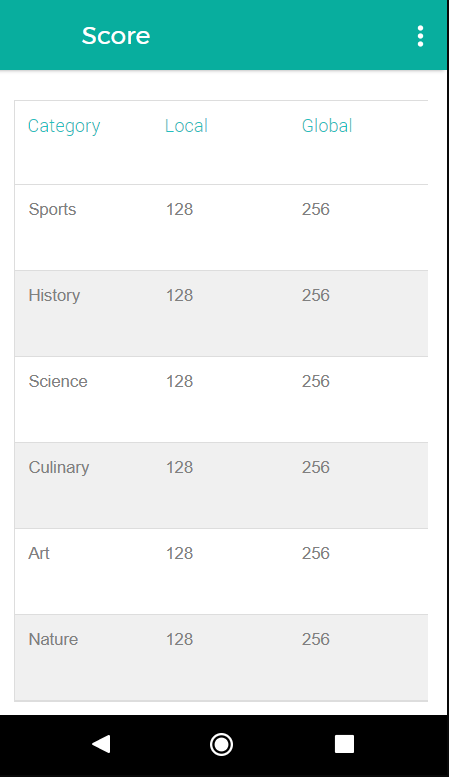 Score
Category Local Global
Sports 128 256
History 128 256
Science 128 256
Culinary 128 256
Art 128 256
Nature 128 256